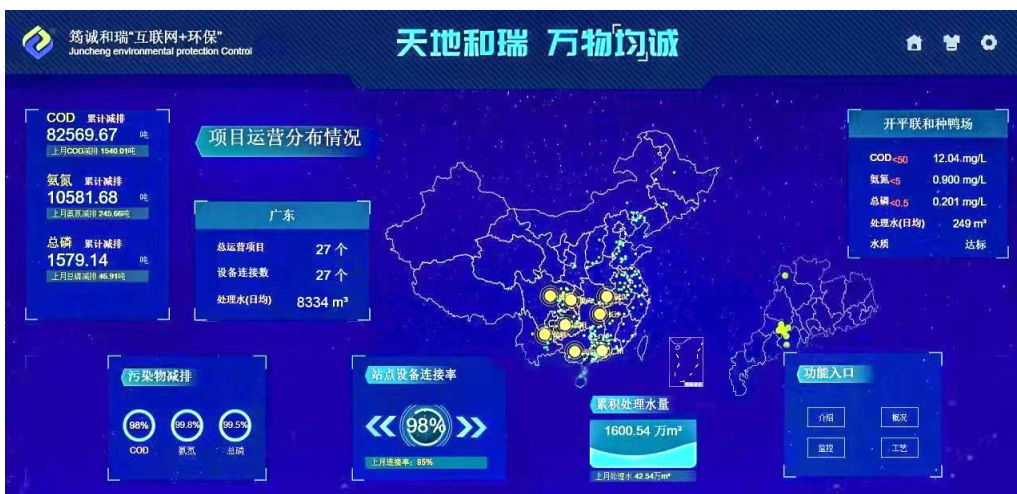 筠诚和瑞“互联网+环保”
Juncheng environmental protection Control
天地和瑞 万物均诚
COD 累计减排
82569.67 吨
上月COD减排 1540.01吨
氨氮 累计减排
10581.68 吨
上月氨氮减排 245.66吨
总磷 累计减排
1579.14 吨
上月总磷减排 46.91吨
项目运营分布情况
广东
总运营项目 27 个
设备连接数 27 个
处理水(日均) 8334 m³
开平联和种鸭场
COD<50 12.04 mg/L
氨氮<5 0.900 mg/L
总磷<0.5 0.201 mg/L
处理水(日均) 249 m³
水质 达标
污染物减排
98% 99.8% 99.5%
COD 氨氮 总磷
站点设备连接率
98%
上月连接率：95%
累积处理水量
1600.54 万m³
上月处理水 42.54万m³
功能入口
介绍 概况
监控 工艺